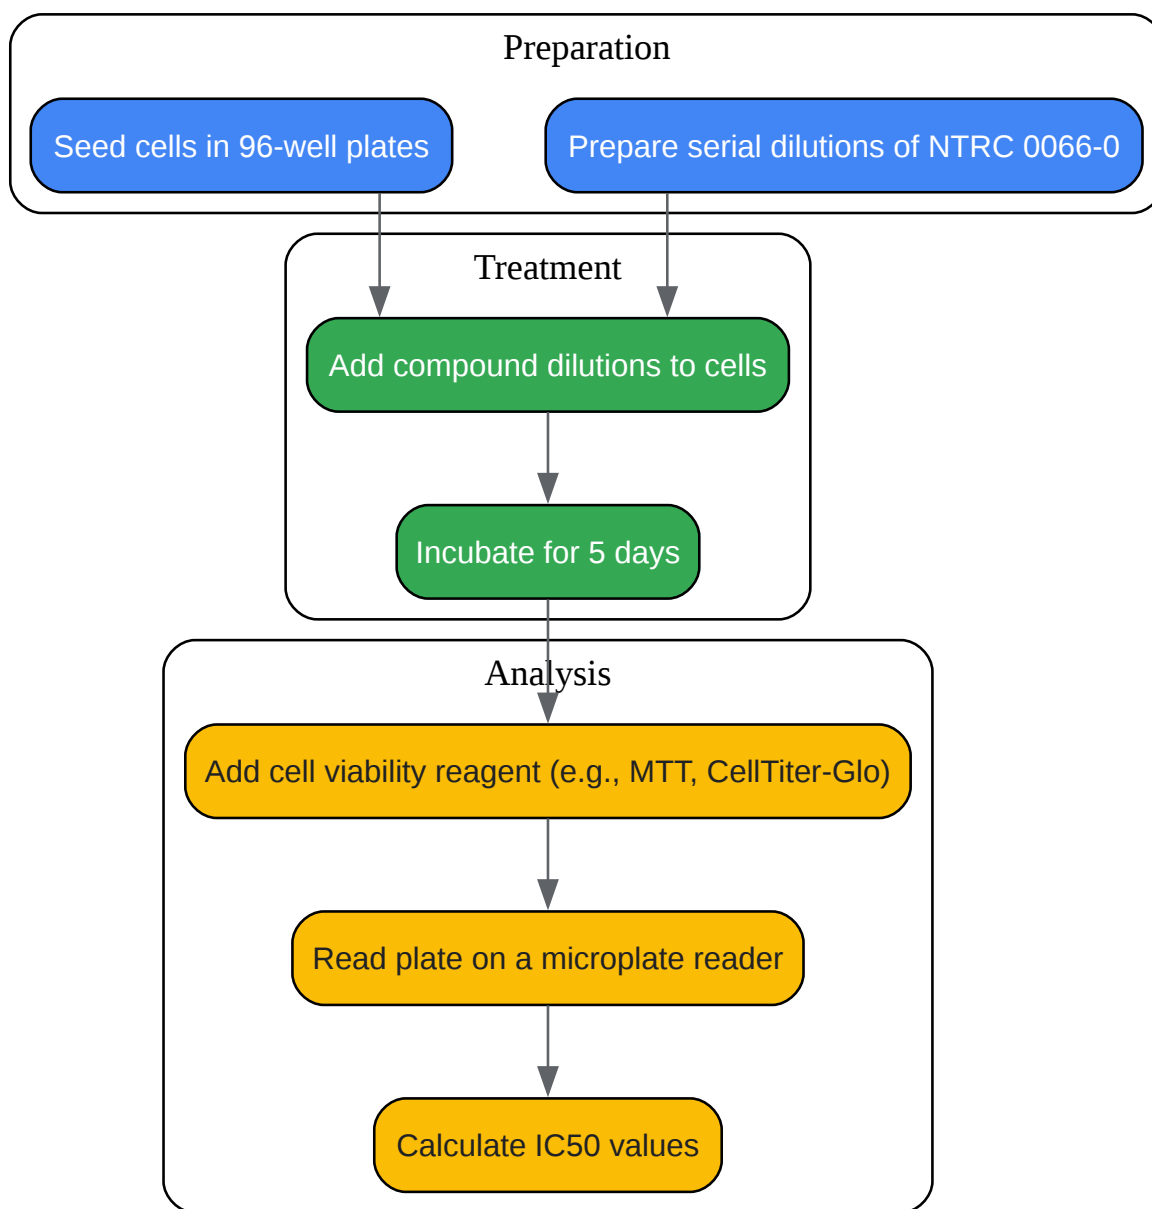 Preparation
Seed cells in 96-well plates
Prepare serial dilutions of NTRC 0066-0
Treatment
Add compound dilutions to cells
Incubate for 5 days
Analysis
Add cell viability reagent (e.g., MTT, CellTiter-Glo)
Read plate on a microplate reader
Calculate IC50 values